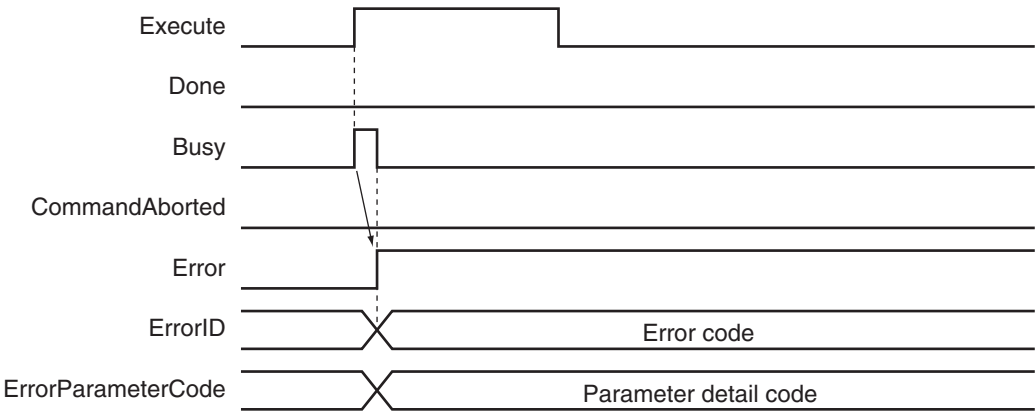 Execute
Done
Busy
CommandAborted
Error
ErrorID
Error code
ErrorParameterCode
Parameter detail code